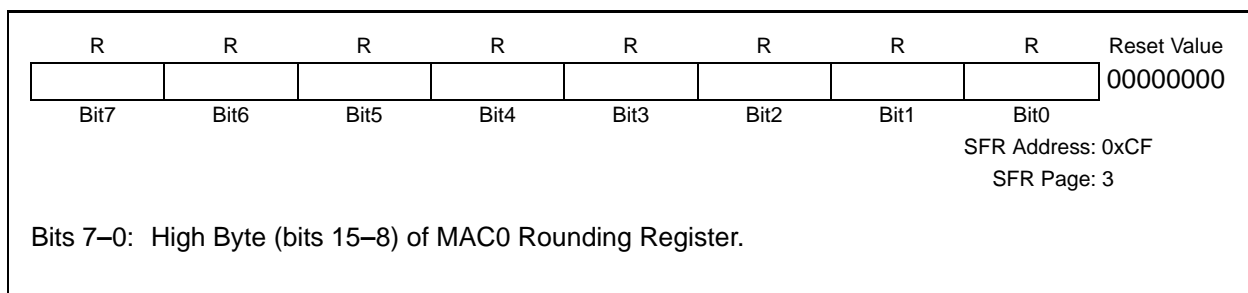 R R R R R R R R Reset Value
00000000
Bit7 Bit6 Bit5 Bit4 Bit3 Bit2 Bit1 Bit0
SFR Address: 0xCF
SFR Page: 3
Bits 7–0: High Byte (bits 15–8) of MAC0 Rounding Register.